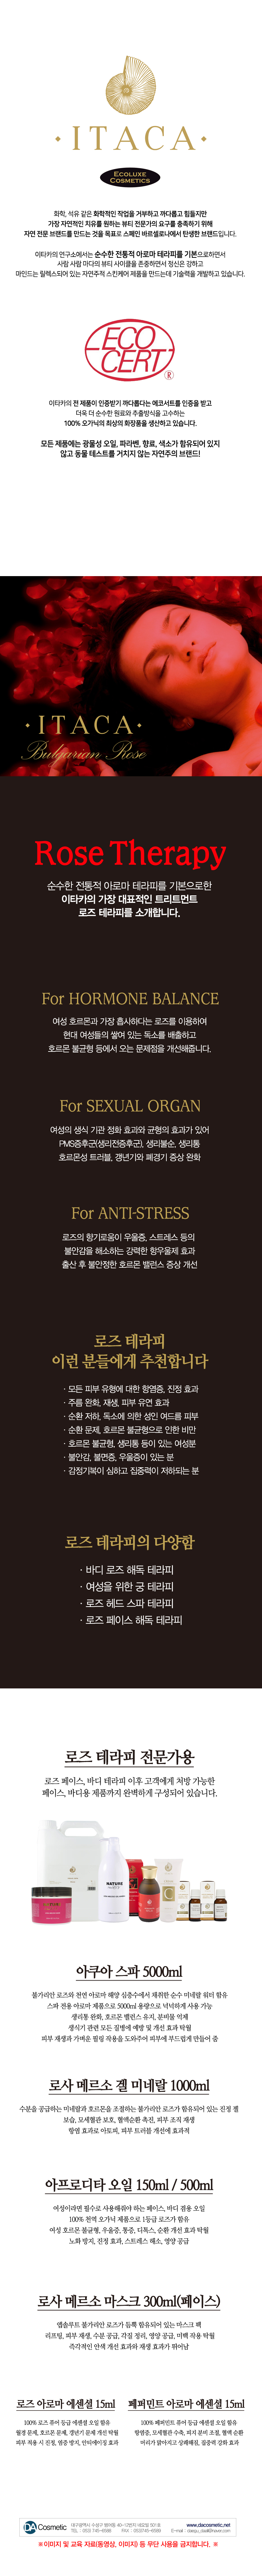 · ITACA ·
ECOLUXE
COSMETICS
화학, 석유 같은 화학적인 작업을 거부하고 까다롭고 힘들지만
가장 자연적인 치유를 원하는 뷰티 전문가의 요구를 충족하기 위해
자연 전문 브랜드를 만드는 것을 목표로 스페인 바르셀로나에서 탄생한 브랜드입니다.
이타카의 연구소에서는 순수한 전통적 아로마 테라피를 기본으로하면서
사람 사람 마다의 뷰티 사이클을 존중하면서 정신은 강하고
마인드는 릴렉스되어 있는 자연주적 스킨케어 제품을 만드는데 기술력을 개발하고 있습니다.
ECO
CERT
®
이타카의 전 제품이 인증받기 까다롭다는 에코서트를 인증을 받고
더욱 더 순수한 원료와 추출방식을 고수하는
100% 오가닉의 최상의 화장품을 생산하고 있습니다.
모든 제품에는 광물성 오일, 파라벤, 향료, 색소가 함유되어 있지
않고 동물 테스트를 거치지 않는 자연주의 브랜드!
· ITACA ·
Bulgarian Rose
Rose Therapy
순수한 전통적 아로마 테라피를 기본으로한
이타카의 가장 대표적인 트리트먼트
로즈 테라피를 소개합니다.
For HORMONE BALANCE
여성 호르몬과 가장 흡사하다는 로즈를 이용하여
현대 여성들의 쌓여 있는 독소를 배출하고
호르몬 불균형 등에서 오는 문제점을 개선해줍니다.
For SEXUAL ORGAN
여성의 생식 기관 정화 효과와 균형의 효과가 있어
PMS증후군(생리전증후군), 생리불순, 생리통
호르몬성 트러블, 갱년기와 폐경기 증상 완화
For ANTI-STRESS
로즈의 향기로움이 우울증, 스트레스 등의
불안감을 해소하는 강력한 항우울제 효과
출산 후 불안정한 호르몬 밸런스 증상 개선
로즈 테라피
이런 분들에게 추천합니다
· 모든 피부 유형에 대한 항염증, 진정 효과
· 주름 완화, 재생, 피부 유연 효과
· 순환 저하, 독소에 의한 성인 여드름 피부
· 순환 문제, 호르몬 불균형으로 인한 비만
· 호르몬 불균형, 생리통 등이 있는 여성분
· 불안감, 불면증, 우울증이 있는 분
· 감정기복이 심하고 집중력이 저하되는 분
로즈 테라피의 다양함
· 바디 로즈 해독 테라피
· 여성을 위한 궁 테라피
· 로즈 헤드 스파 테라피
· 로즈 페이스 해독 테라피
로즈 테라피 전문가용
로즈 페이스, 바디 테라피 이후 고객에게 처방 가능한
페이스, 바디용 제품까지 완벽하게 구성되어 있습니다.
NATURE
아쿠아 스파 5000ml
불가리안 로즈와 천연 아로마 해양 심층수에서 채취한 순수 미네랄 워터 함유
스파 전용 아로마 제품으로 5000ml 용량으로 넉넉하게 사용 가능
생리통 완화, 호르몬 밸런스 유지, 분비물 억제
생식기 관련 모든 질병에 예방 및 개선 효과 탁월
피부 재생과 가벼운 필링 작용을 도와주어 피부에 부드럽게 만들어 줌
로사 메르소 겔 미네랄 1000ml
수분을 공급하는 미네랄과 호르몬을 조절하는 불가리안 로즈가 함유되어 있는 진정 겔
보습, 모세혈관 보호, 혈액순환 촉진, 피부 조직 재생
항염 효과로 아토피, 피부 트러블 개선에 효과적
아프로디타 오일 150ml / 500ml
여성이라면 필수로 사용해줘야 하는 페이스, 바디 겸용 오일
100% 천역 오가닉 제품으로 1등급 로즈가 함유
여성 호르몬 불균형, 우울증, 통증, 디톡스, 순환 개선 효과 탁월
노화 방지, 진정 효과, 스트레스 해소, 영양 공급
로사 메르소 마스크 300ml(페이스)
앱솔루트 불가리안 로즈가 듬뿍 함유되어 있는 마스크 팩
리프팅, 피부 재생, 수분 공급, 각질 정리, 영양 공급, 미백 작용 탁월
즉각적인 안색 개선 효과와 재생 효과가 뛰어남
로즈 아로마 에센셜 15ml
100% 로즈 퓨어 등급 에센셜 오일 함유
월경 문제, 호르몬 문제, 갱년기 문제 개선 탁월
피부 적용 시 진정, 염증 방지, 안티에이징 효과
페퍼민트 아로마 에센셜 15ml
100% 페퍼민트 퓨어 등급 에센셜 오일 함유
항염증, 모세혈관 수축, 피지 분비 조절, 혈액 순환
머리가 맑아지고 상쾌해짐, 집중력 강화 효과
DA Cosmetic
www.dacosmetic.net
※이미지 및 교육 자료(동영상, 이미지) 등 무단 사용을 금지합니다. ※